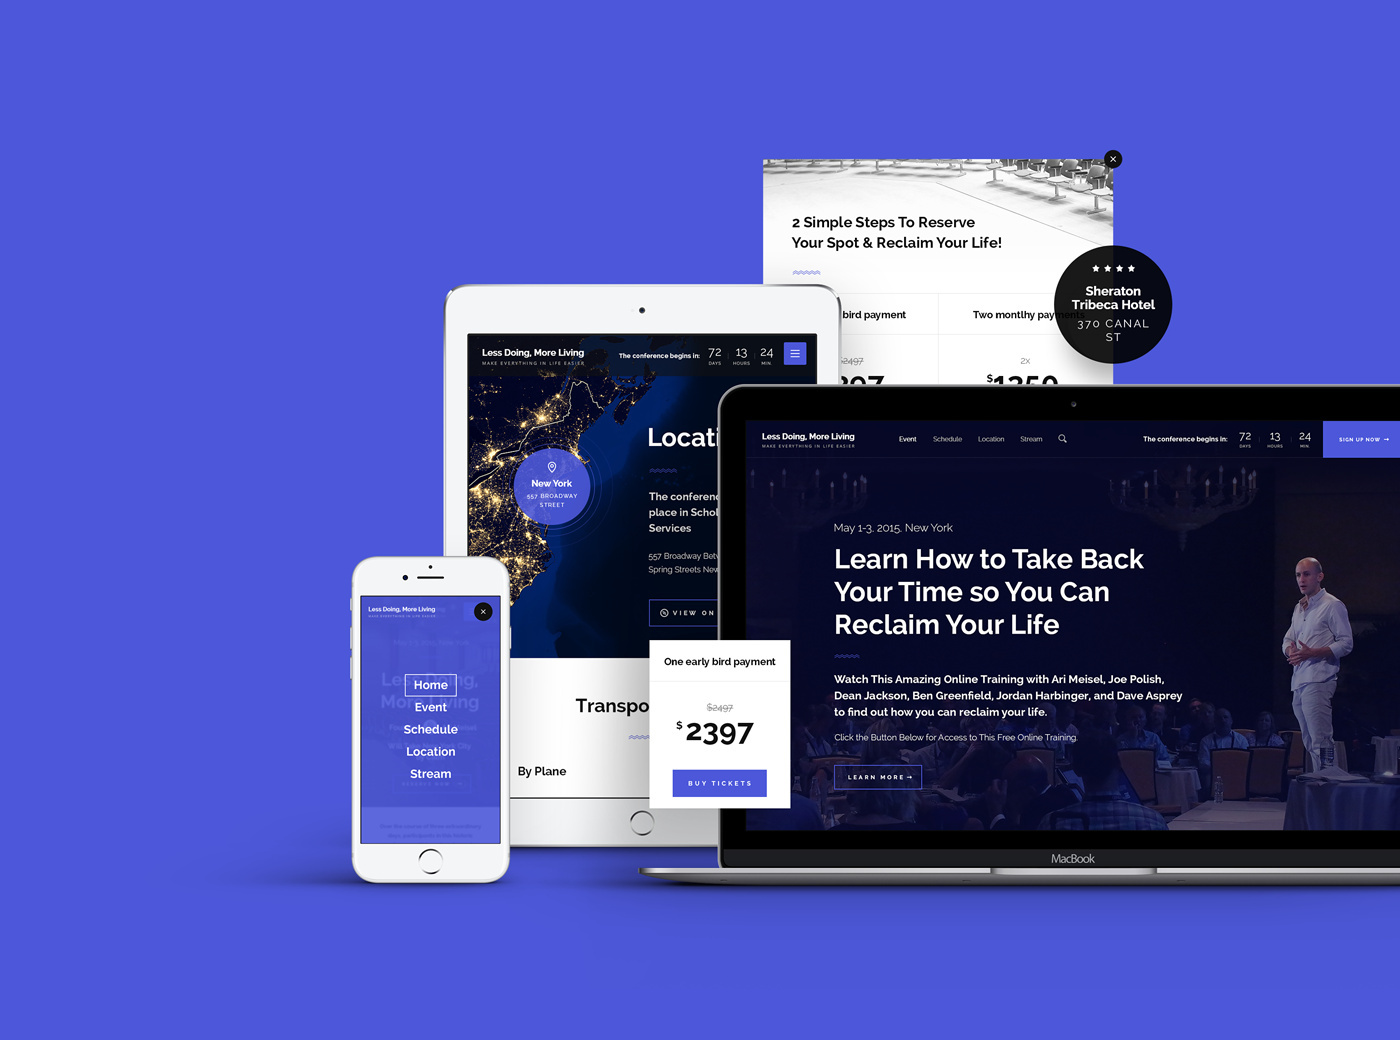 2 Simple Steps To Reserve
Your Spot & Reclaim Your Life!
bird payment
Two montlhy payments
$2497
2x
$1250
Sheraton
Tribeca Hotel
370 CANAL
ST
Less Doing, More Living
MAKE EVERYTHING IN LIFE EASIER
The conference begins in:
72 13 24
DAYS HOURS MIN
Locati
New York
557 BROADWAY
STREET
The conferenc
place in Schol
Services
557 Broadway Betv
Spring Streets New
VIEW ON
Transpo
By Plane
Less Doing, More Living
Home
Event
Schedule
Location
Stream
One early bird payment
$2497
$2397
BUY TICKETS
Less Doing, More Living
MAKE EVERYTHING IN LIFE EASIER
Event Schedule Location Stream
The conference begins in:
72 13 24
DAYS HOURS MIN
SIGN UP NOW →
May 1-3, 2015, New York
Learn How to Take Back
Your Time so You Can
Reclaim Your Life
Watch This Amazing Online Training with Ari Meisel, Joe Polish,
Dean Jackson, Ben Greenfield, Jordan Harbinger, and Dave Asprey
to find out how you can reclaim your life.
Click the Button Below for Access to This Free Online Training.
LEARN MORE →
MacBook